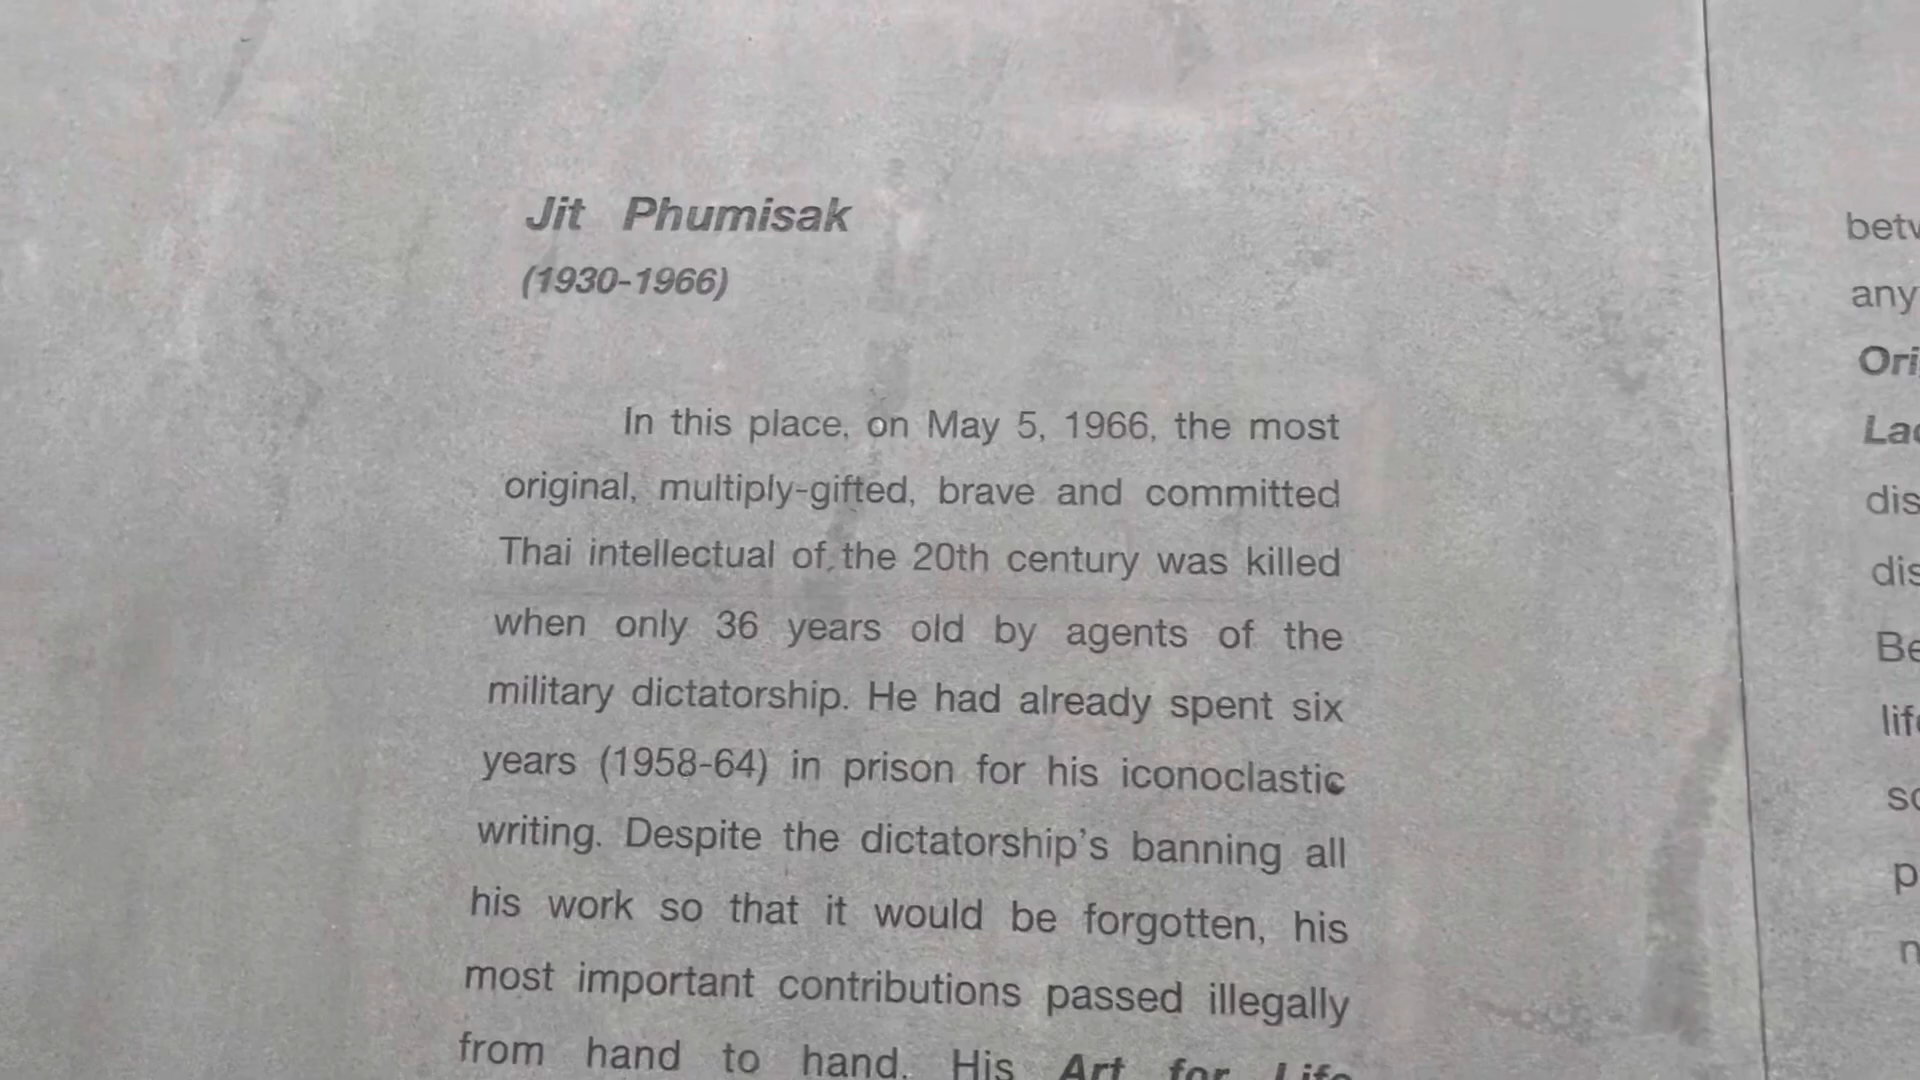 Jit Phumisak
(1930-1966)
In this place, on May 5, 1966, the most
original, multiply-gifted, brave and committed
Thai intellectual of the 20th century was killed
when only 36 years old by agents of the
military dictatorship. He had already spent six
years (1958-64) in prison for his iconoclastic
writing. Despite the dictatorship's banning all
his work so that it would be forgotten, his
most important contributions passed illegally
from hand to hand. His Art for Life
any